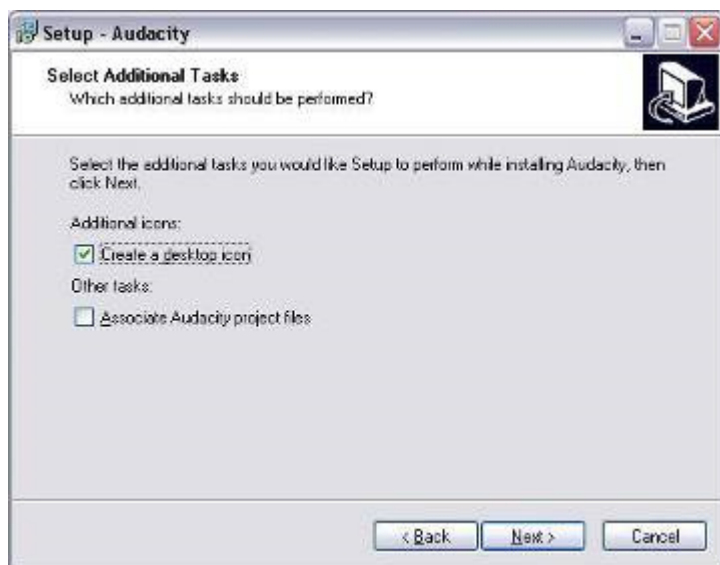 Setup - Audacity
Select Additional Tasks
Which additional tasks should be performed?
Select the additional tasks you would like Setup to perform while installing Audacity, then
click Next.
Additional icons:
Create a desktop icon
Other tasks:
Associate Audacity project files
< Back
Next >
Cancel